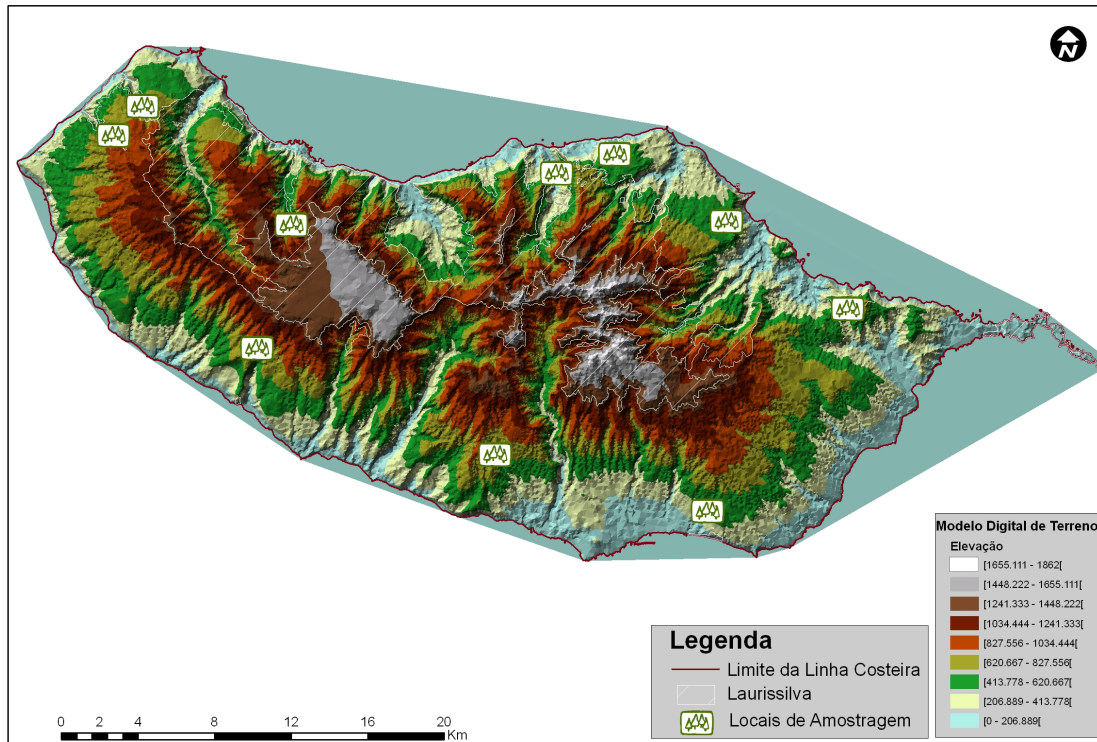 N
Modelo Digital de Terreno
Elevação
[1655.111 - 1862[
[1448.222 - 1655.111[
[1241.333 - 1448.222[
[1034.444 - 1241.333[
[827.556 - 1034.444[
[620.667 - 827.556[
[413.778 - 620.667[
[206.889 - 413.778[
[0 - 206.889[
Legenda
Limite da Linha Costeira
Laurissilva
Locais de Amostragem
0 2 4 8 12 16 20
Km